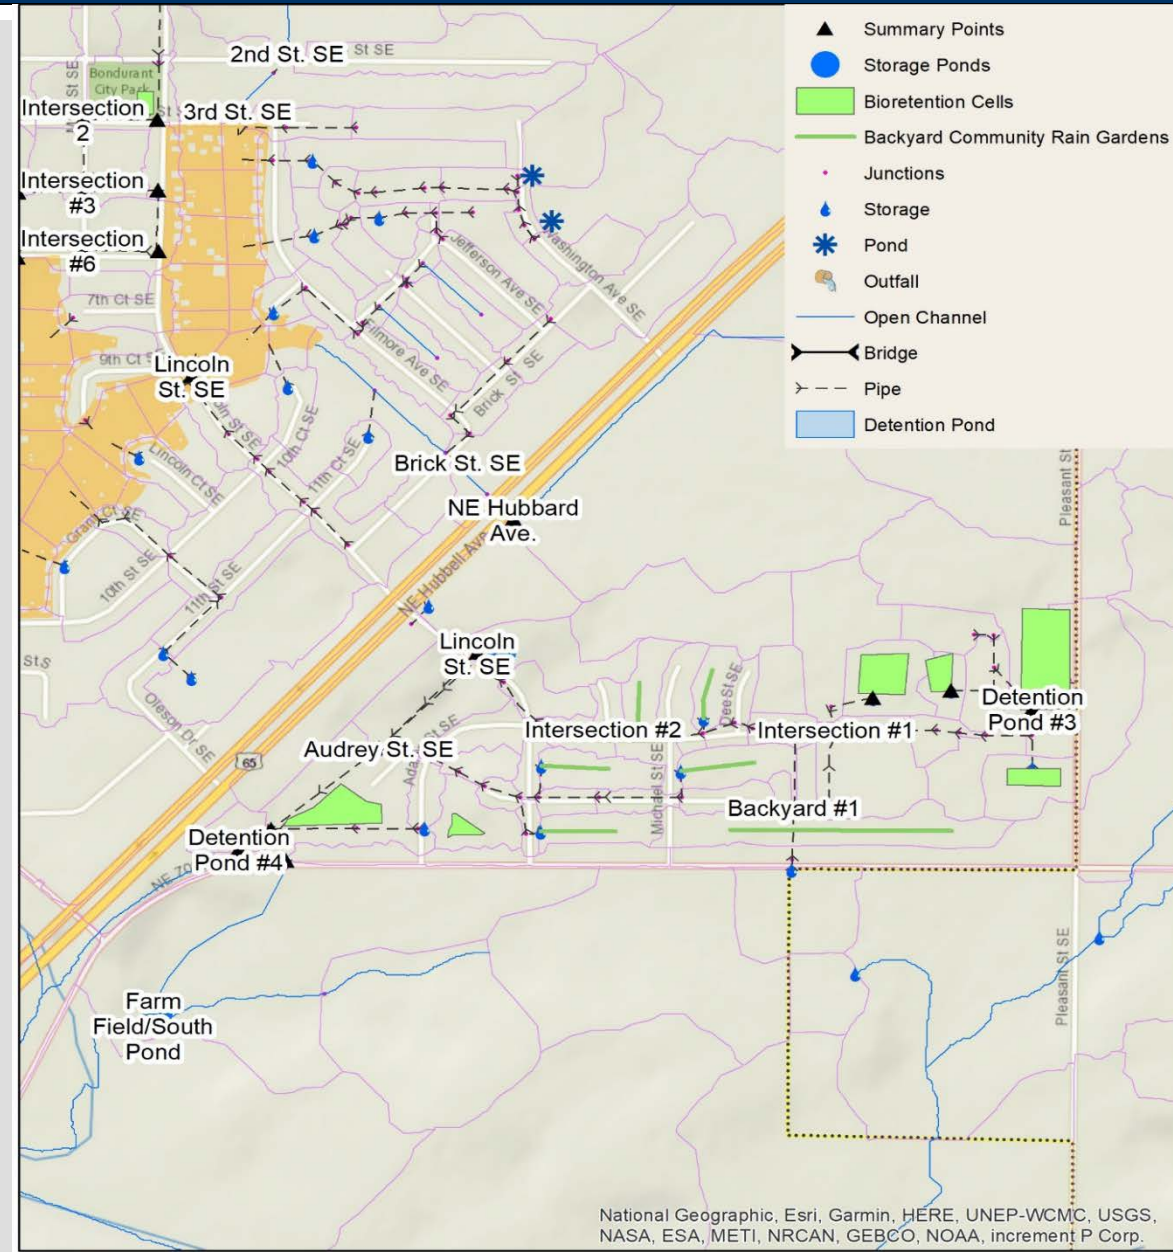 2nd St. SE
St SE
Bondurant
City Park
Intersection
2
3rd St. SE
Intersection
#3
Intersection
#6
7th Ct SE
9th Ct S
Lincoln
St. SE
Jefferson Ave SE
Washington Ave SE
Filmore Ave SE
Brick St SE
Brick St. SE
10th Ct SE
11th Ct SE
Lincoln Ct SE
Grant Ct SE
10th St SE
11th St SE
NE Hubbard
Ave.
NE Hubbell Ave
Oleson Dr SE
65
Lincoln
St. SE
Audrey St. SE
Intersection #2
Dee St SE
Intersection #1
Detention
Pond #3
Michael St SE
Backyard #1
Detention
Pond #4
NE 70
Farm
Field/South
Pond
Pleasant St
Pleasant St SE
Summary Points
Storage Ponds
Bioretention Cells
Backyard Community Rain Gardens
Junctions
Storage
Pond
Outfall
Open Channel
Bridge
Pipe
Detention Pond
National Geographic, Esri, Garmin, HERE, UNEP-WCMC, USGS,
NASA, ESA, METI, NRCAN, GEBCO, NOAA, increment P Corp.